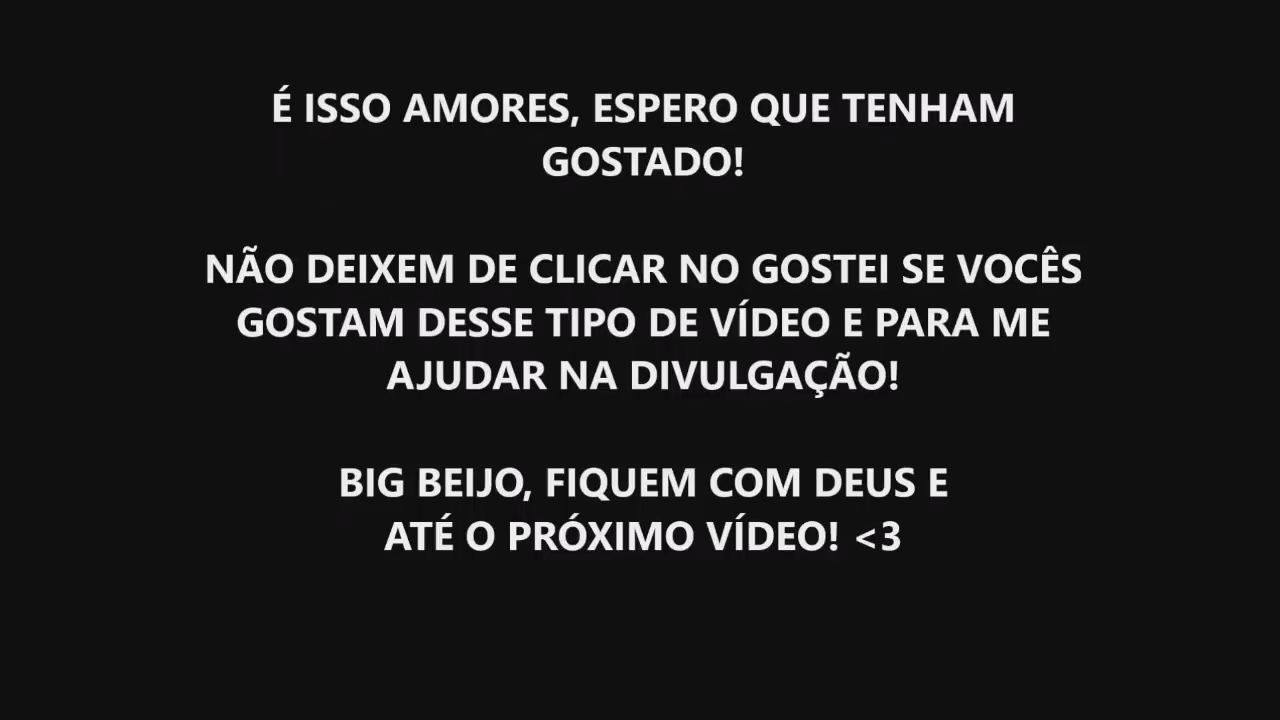 É ISSO AMORES, ESPERO QUE TENHAM
GOSTADO!
NÃO DEIXEM DE CLICAR NO GOSTEI SE VOCÊS
GOSTAM DESSE TIPO DE VÍDEO E PARA ME
AJUDAR NA DIVULGAÇÃO!
BIG BEIJO, FIQUEM COM DEUS E
ATÉ O PRÓXIMO VÍDEO! <3